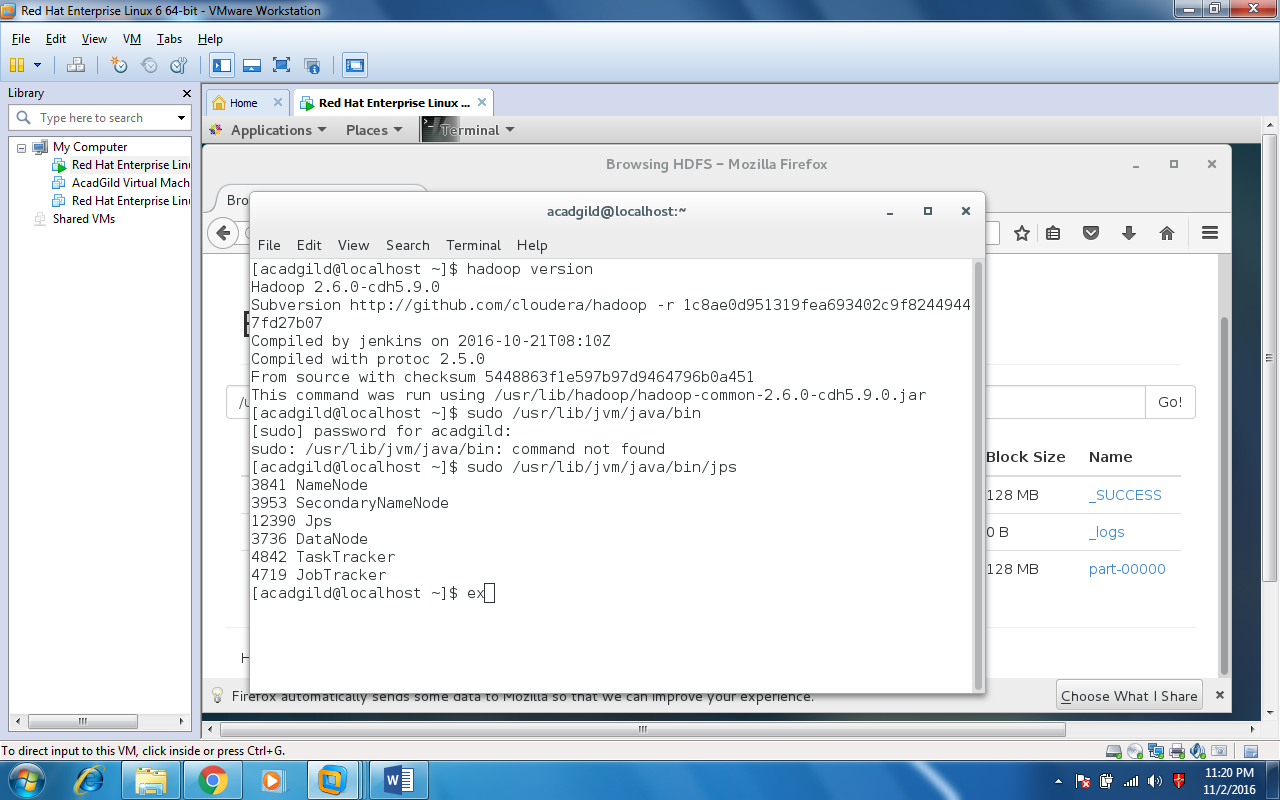 Red Hat Enterprise Linux 6 64-bit - VMware Workstation
File Edit View VM Tabs Help
Library
Type here to search
My Computer
Red Hat Enterprise Linu
AcadGild Virtual Mach
Red Hat Enterprise Linu
Shared VMs
Home
Red Hat Enterprise Linux ...
Applications Places Terminal
Browsing HDFS - Mozilla Firefox
Bro
acadgild@localhost:~
File Edit View Search Terminal Help
[acadgild@localhost ~]$ hadoop version
Hadoop 2.6.0-cdh5.9.0
Subversion http://github.com/cloudera/hadoop -r 1c8ae0d951319fea693402c9f8244944
7fd27b07
Compiled by jenkins on 2016-10-21T08:10Z
Compiled with protoc 2.5.0
From source with checksum 5448863f1e597b97d9464796b0a451
This command was run using /usr/lib/hadoop/hadoop-common-2.6.0-cdh5.9.0.jar
[acadgild@localhost ~]$ sudo /usr/lib/jvm/java/bin
[sudo] password for acadgild:
sudo: /usr/lib/jvm/java/bin: command not found
[acadgild@localhost ~]$ sudo /usr/lib/jvm/java/bin/jps
3841 NameNode
3953 SecondaryNameNode
12390 Jps
3736 DataNode
4842 TaskTracker
4719 JobTracker
[acadgild@localhost ~]$ ex
/u
Go!
Block Size Name
128 MB _SUCCESS
0 B _logs
128 MB part-00000
H
Firefox automatically sends some data to Mozilla so that we can improve your experience.
Choose What I Share
To direct input to this VM, click inside or press Ctrl+G.
11:20 PM
11/2/2016